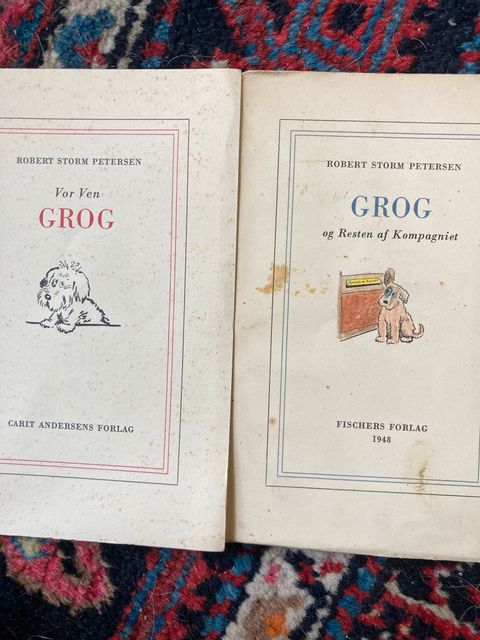 ROBERT STORM PETERSEN
Vor Ven
GROG
CARIT ANDERSENS FORLAG
ROBERT STORM PETERSEN
GROG
og Resten af Kompagniet
FISCHERS FORLAG
1948